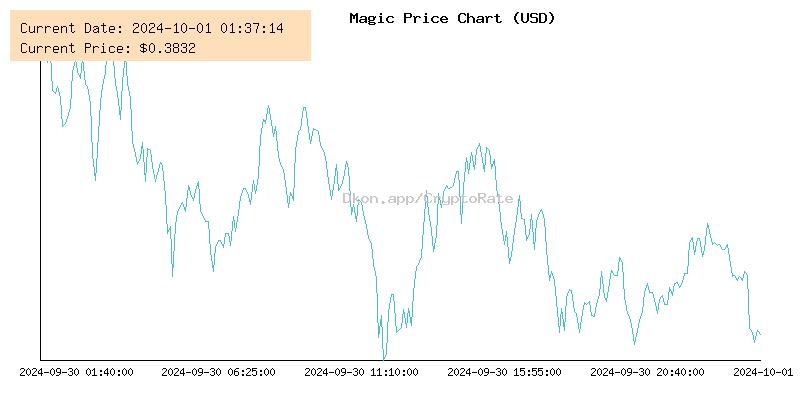 Magic Price Chart (USD)
Current Date: 2024-10-01 01:37:14
Current Price: $0.3832
Dkon.app/CryptoRate
2024-09-30 01:40:00 2024-09-30 06:25:00 2024-09-30 11:10:00 2024-09-30 15:55:00 2024-09-30 20:40:00 2024-10-01